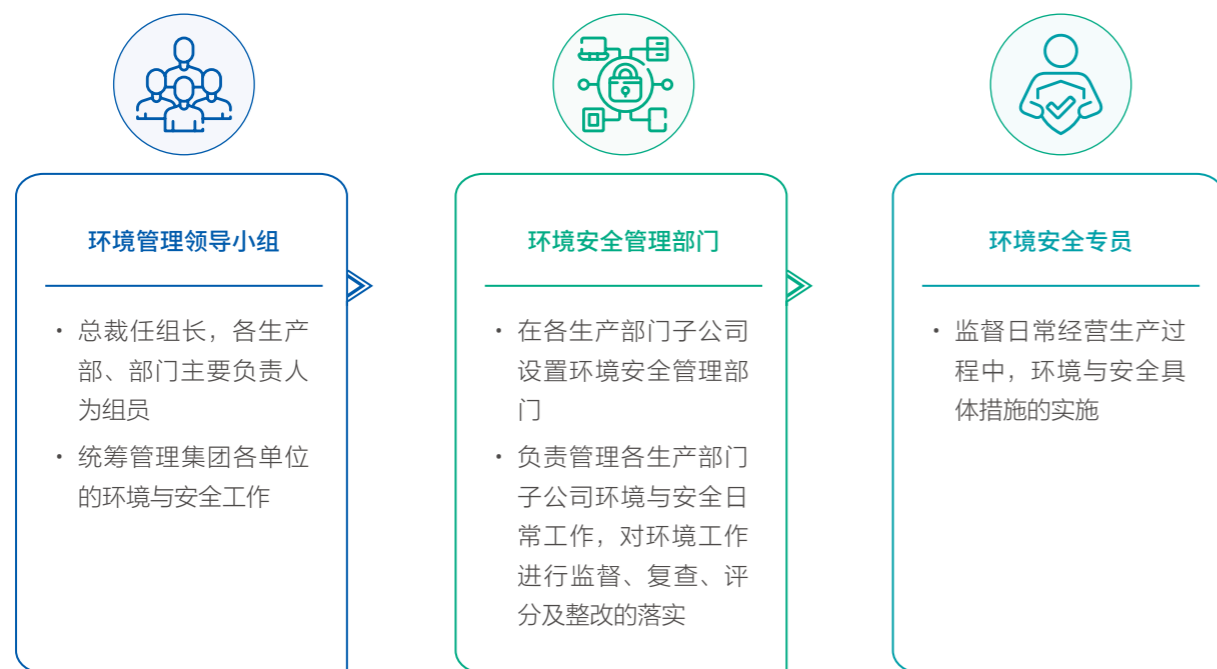 环境管理领导小组
· 总裁任组长，各生产
部、部门主要负责人
为组员
· 统筹管理集团各单位
的环境与安全工作
环境安全管理部门
· 在各生产部门子公司
设置环境安全管理部
门
· 负责管理各生产部门
子公司环境与安全日
常工作，对环境工作
进行监督、复查、评
分及整改的落实
环境安全专员
· 监督日常经营生产过
程中，环境与安全具
体措施的实施